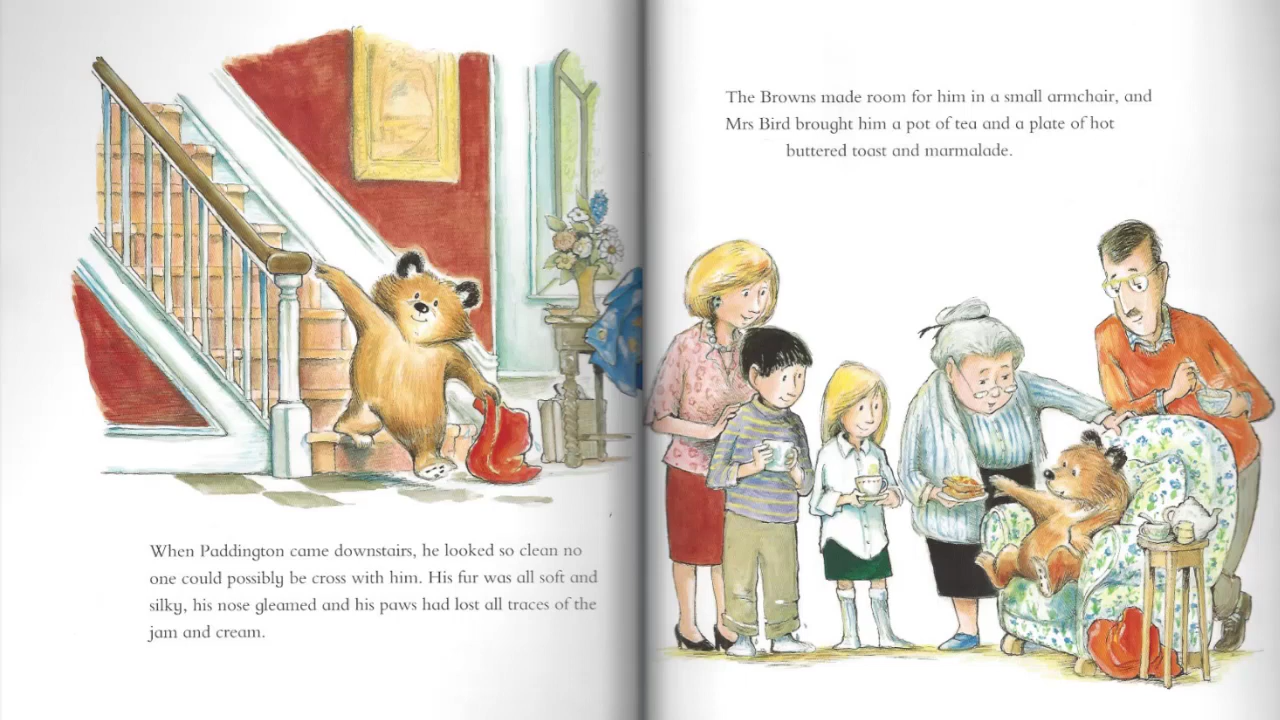 When Paddington came downstairs, he looked so clean no
one could possibly be cross with him. His fur was all soft and
silky, his nose gleamed and his paws had lost all traces of the
jam and cream.
The Browns made room for him in a small armchair, and
Mrs Bird brought him a pot of tea and a plate of hot
buttered toast and marmalade.